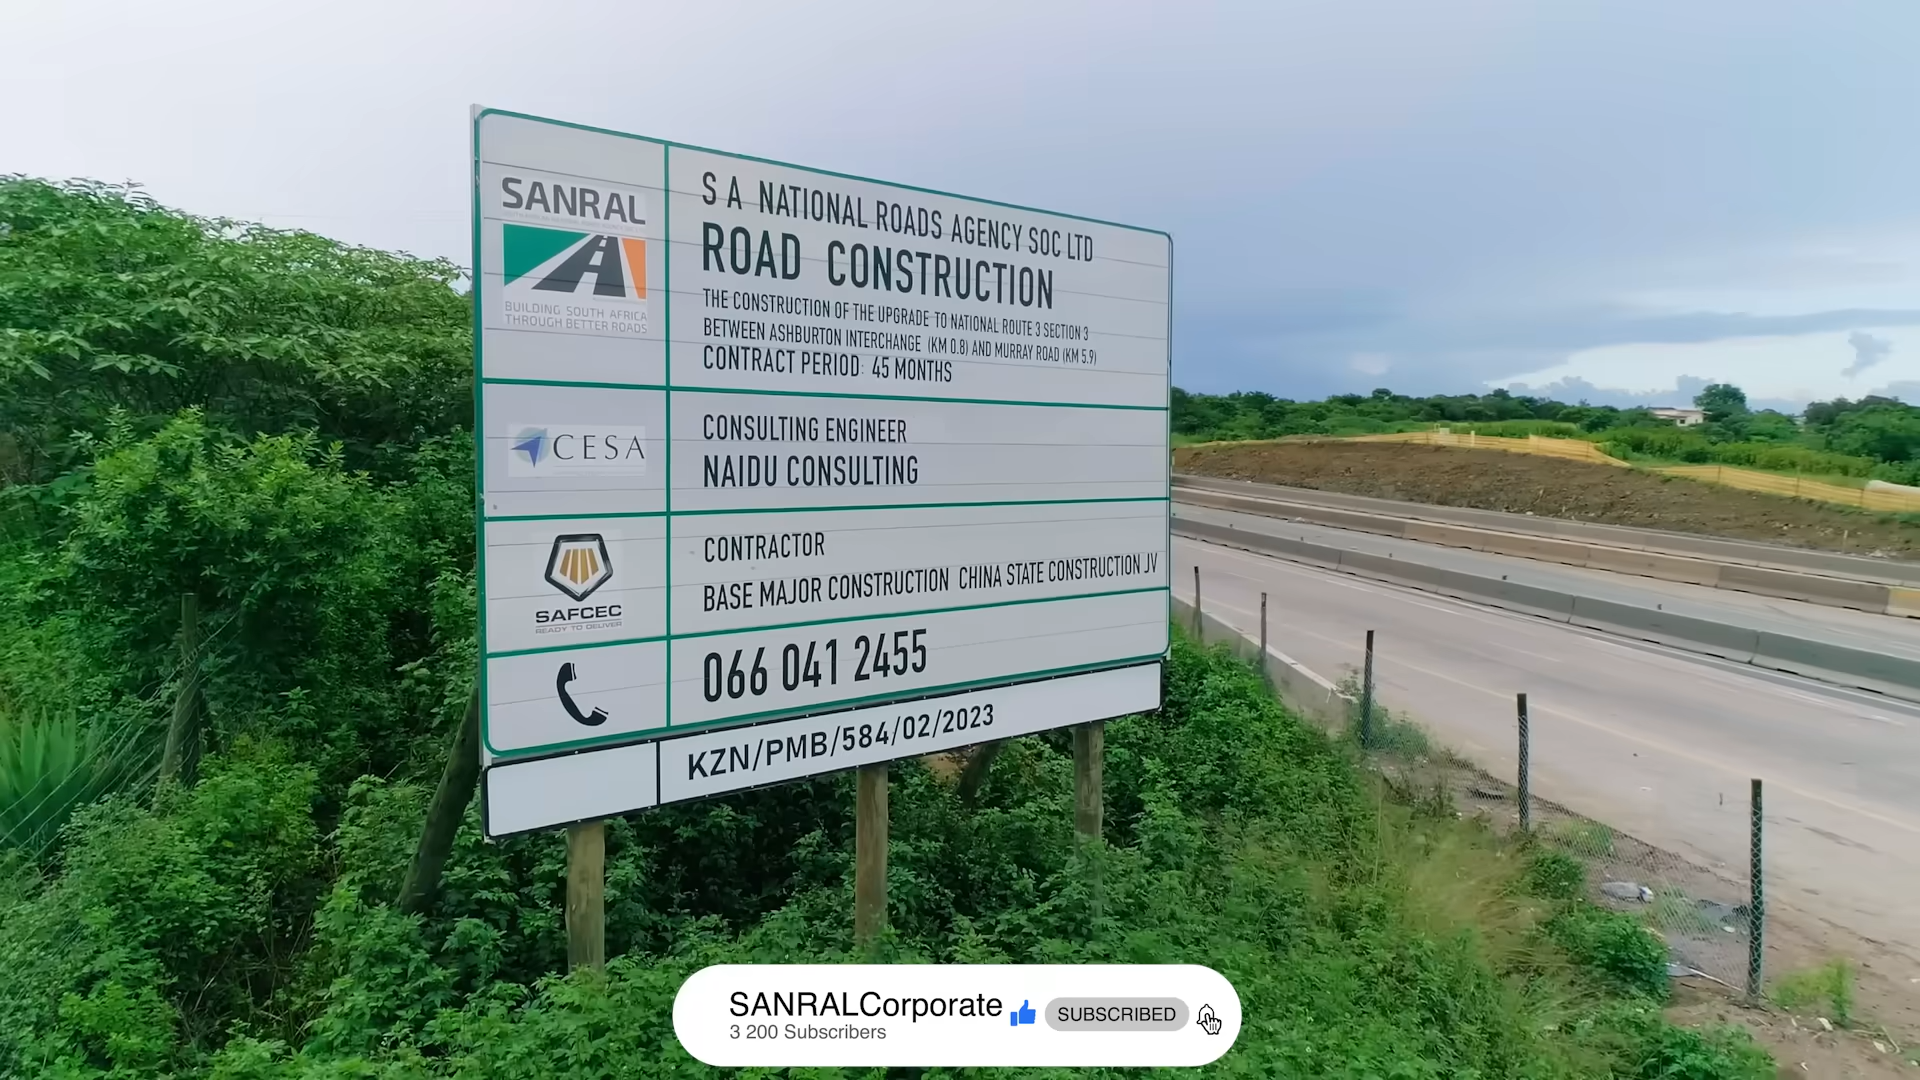 SANRAL
BUILDING SOUTH AFRICA
THROUGH BETTER ROADS
S A NATIONAL ROADS AGENCY SOC LTD
ROAD CONSTRUCTION
THE CONSTRUCTION OF THE UPGRADE TO NATIONAL ROUTE 3 SECTION 3
BETWEEN ASHBURTON INTERCHANGE (KM 0.8) AND MURRAY ROAD (KM 5.9)
CONTRACT PERIOD: 45 MONTHS
CESA
CONSULTING ENGINEER
NAIDU CONSULTING
SAFCEC
READY TO DELIVER
CONTRACTOR
BASE MAJOR CONSTRUCTION CHINA STATE CONSTRUCTION JV
066 041 2455
KZN/PMB/584/02/2023
SANRALCorporate
3 200 Subscribers
SUBSCRIBED